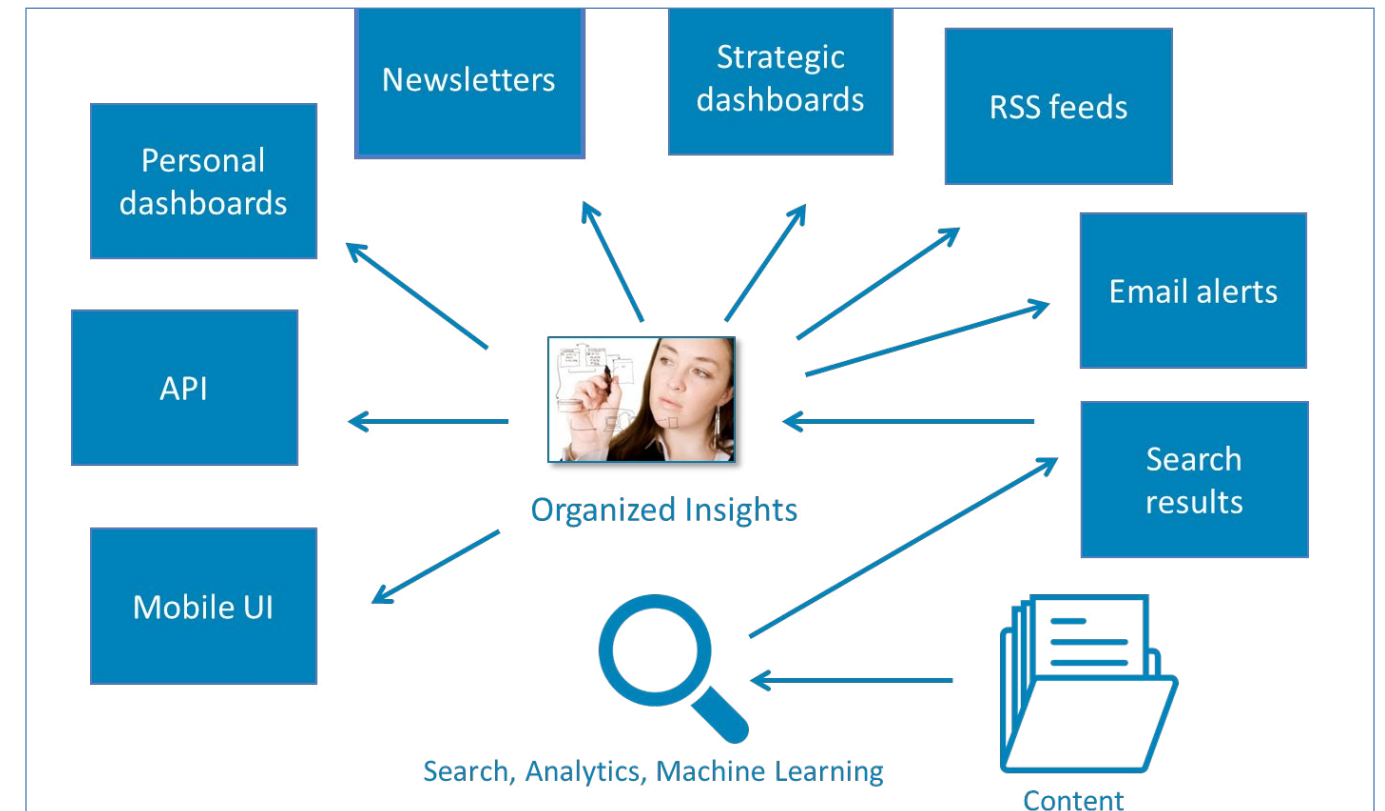 Newsletters
Strategic
dashboards
RSS feeds
Personal
dashboards
Email alerts
API
Search
results
Organized Insights
Mobile UI
Search, Analytics, Machine Learning
Content